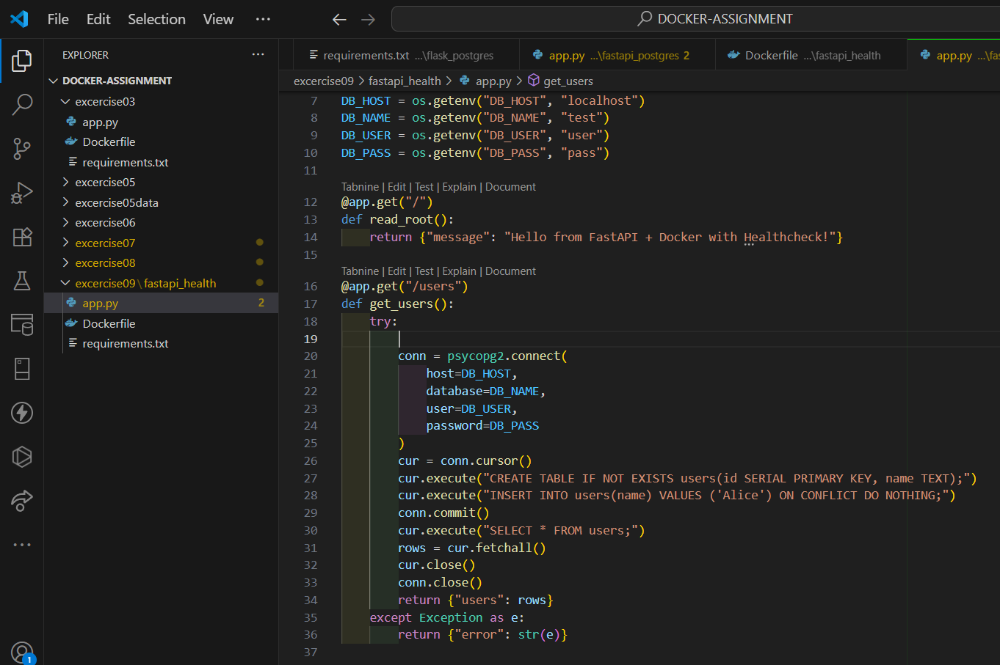 File Edit Selection View ··· DOCKER-ASSIGNMENT
EXPLORER ···
DOCKER-ASSIGNMENT
excercise03
app.py
Dockerfile
requirements.txt
excercise05
excercise05data
excercise06
excercise07
excercise08
excercise09\fastapi_health
app.py 2
Dockerfile
requirements.txt
1
requirements.txt ...\flask_postgres app.py ...\fastapi_postgres 2 Dockerfile ...\fastapi_health app.py ...\fas
excercise09 > fastapi_health > app.py > get_users
7 DB_HOST = os.getenv("DB_HOST", "localhost")
8 DB_NAME = os.getenv("DB_NAME", "test")
9 DB_USER = os.getenv("DB_USER", "user")
10 DB_PASS = os.getenv("DB_PASS", "pass")
11
Tabnine | Edit | Test | Explain | Document
12 @app.get("/")
13 def read_root():
14     return {"message": "Hello from FastAPI + Docker with Healthcheck!"}
15
Tabnine | Edit | Test | Explain | Document
16 @app.get("/users")
17 def get_users():
18     try:
19
20         conn = psycopg2.connect(
21             host=DB_HOST,
22             database=DB_NAME,
23             user=DB_USER,
24             password=DB_PASS
25         )
26         cur = conn.cursor()
27         cur.execute("CREATE TABLE IF NOT EXISTS users(id SERIAL PRIMARY KEY, name TEXT);")
28         cur.execute("INSERT INTO users(name) VALUES ('Alice') ON CONFLICT DO NOTHING;")
29         conn.commit()
30         cur.execute("SELECT * FROM users;")
31         rows = cur.fetchall()
32         cur.close()
33         conn.close()
34         return {"users": rows}
35     except Exception as e:
36         return {"error": str(e)}
37